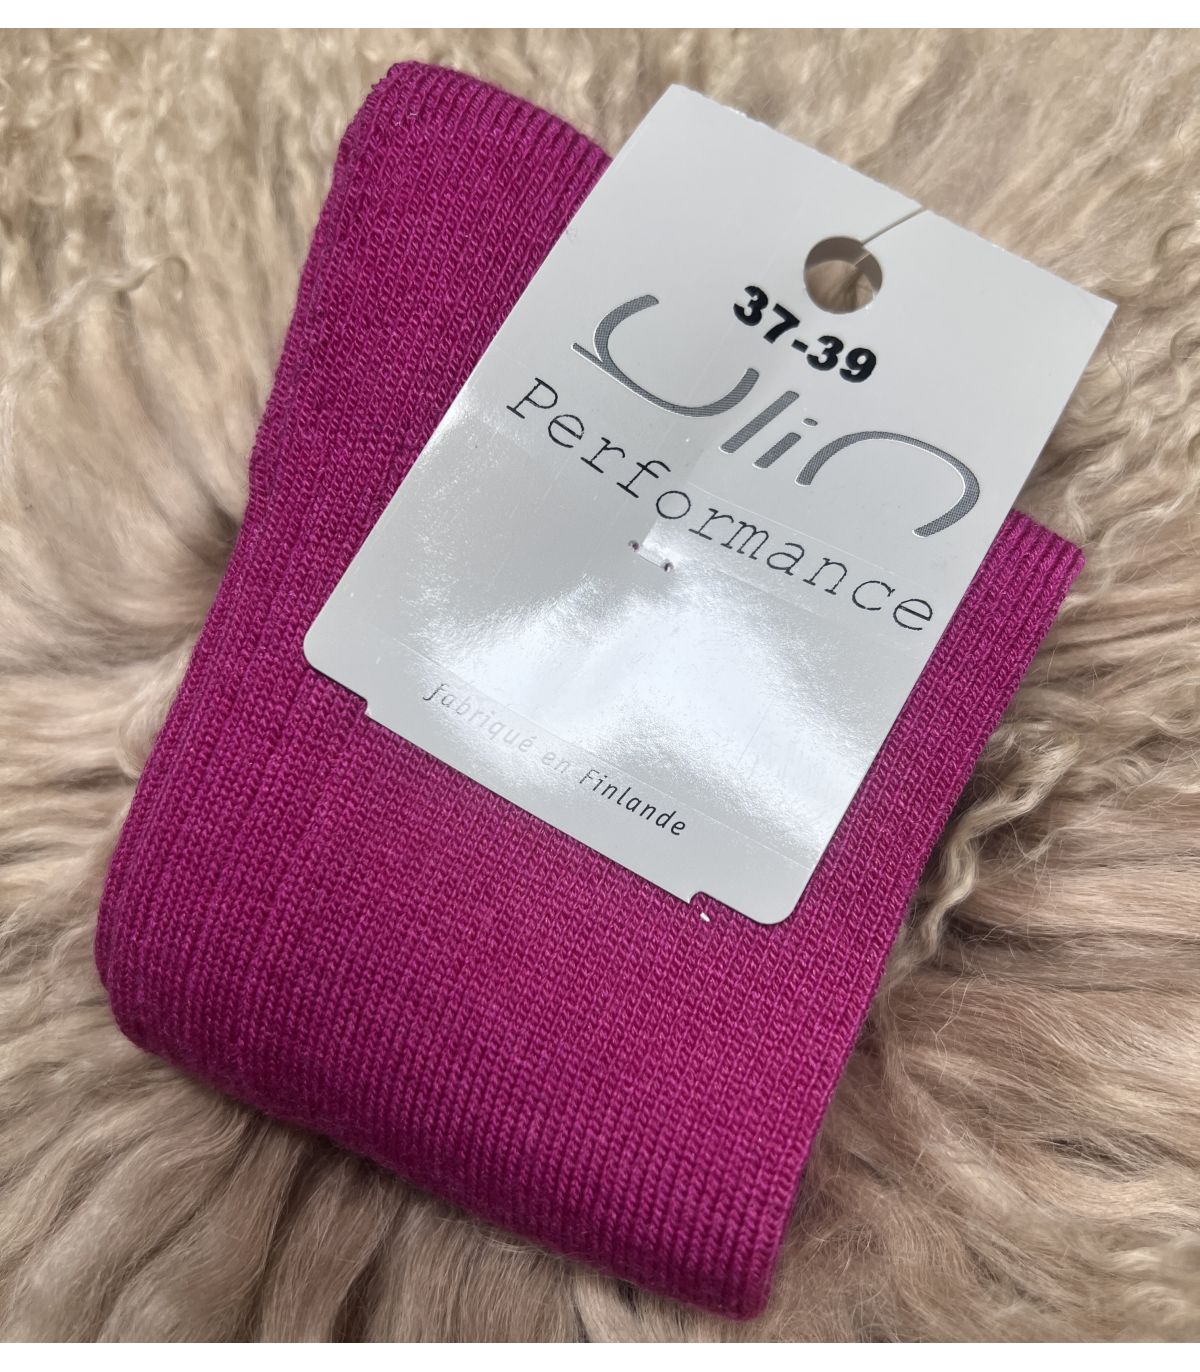 37-39
Ulin
Performance
fabriqué en Finlande